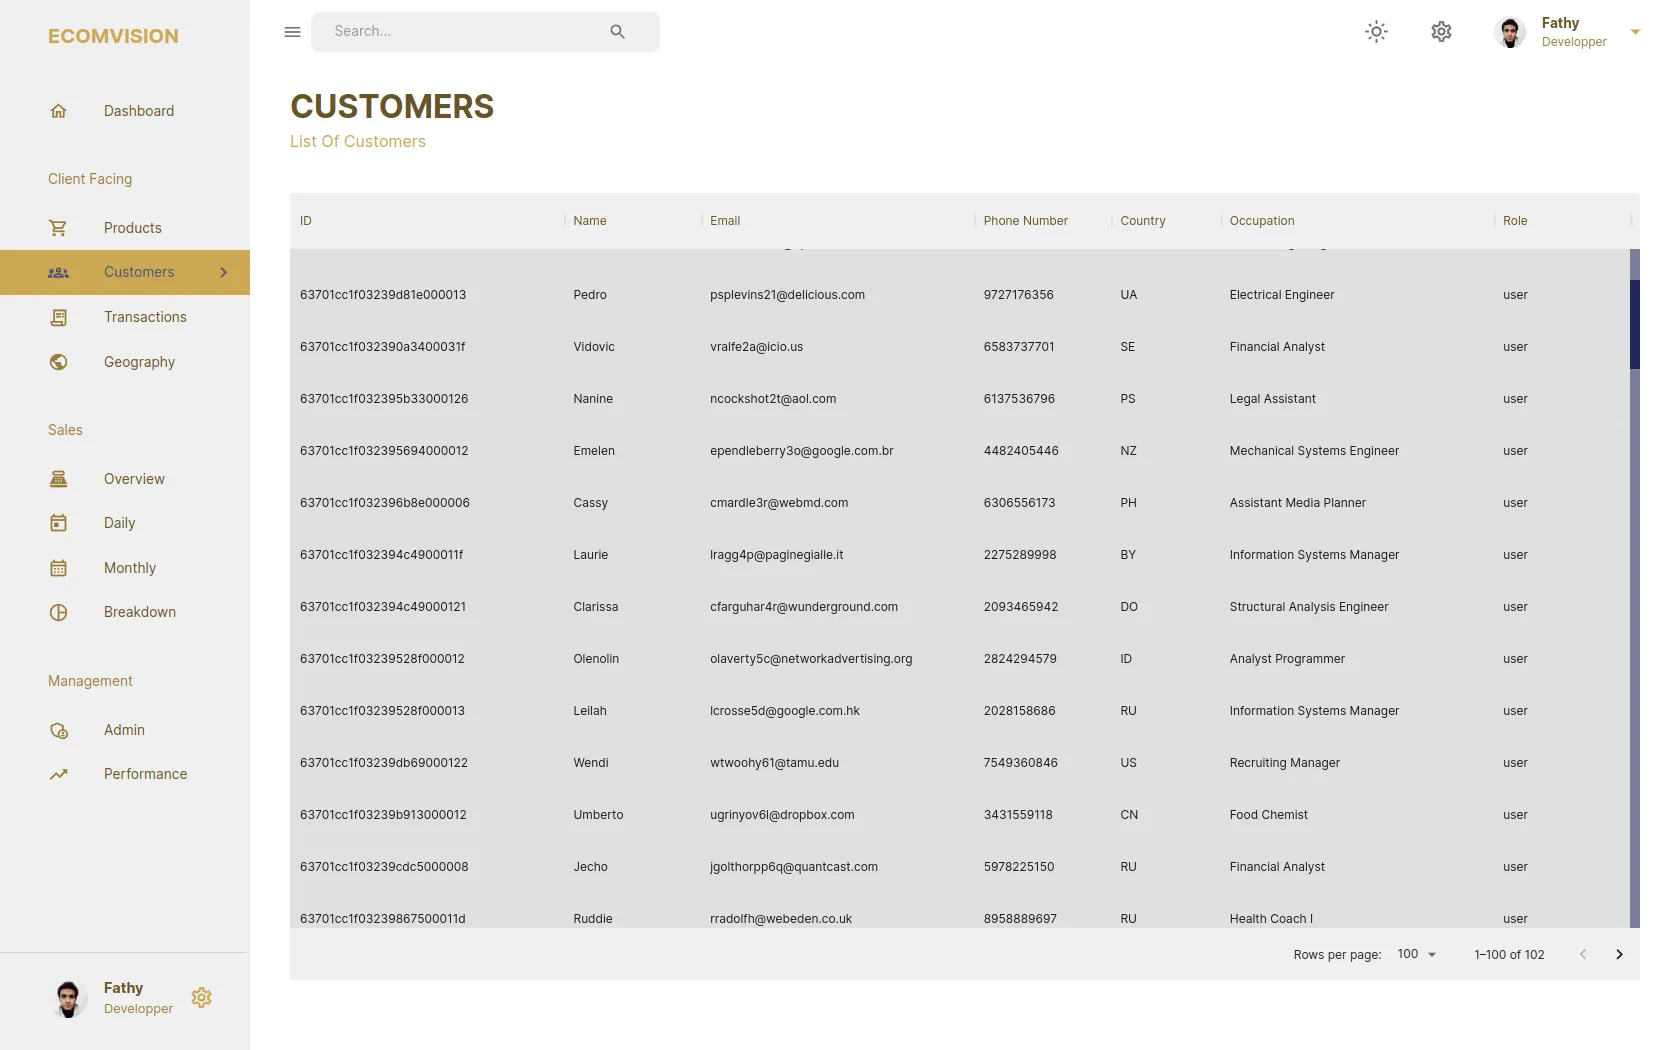 ECOMVISION
Dashboard
Client Facing
Products
Customers
Transactions
Geography
Sales
Overview
Daily
Monthly
Breakdown
Management
Admin
Performance
Fathy
Developper
Search...
Fathy
Developper
CUSTOMERS
List Of Customers
ID Name Email Phone Number Country Occupation Role
63701cc1f03239d81e000013 Pedro psplevins21@delicious.com 9727176356 UA Electrical Engineer user
63701cc1f032390a3400031f Vidovic vralfe2a@icio.us 6583737701 SE Financial Analyst user
63701cc1f032395b33000126 Nanine ncockshot2t@aol.com 6137536796 PS Legal Assistant user
63701cc1f032395694000012 Emelen ependleberry3o@google.com.br 4482405446 NZ Mechanical Systems Engineer user
63701cc1f032396b8e000006 Cassy cmardle3r@webmd.com 6306556173 PH Assistant Media Planner user
63701cc1f032394c4900011f Laurie lragg4p@paginegialle.it 2275289998 BY Information Systems Manager user
63701cc1f032394c49000121 Clarissa cfarguhar4r@wunderground.com 2093465942 DO Structural Analysis Engineer user
63701cc1f03239528f000012 Olenolin olaverty5c@networkadvertising.org 2824294579 ID Analyst Programmer user
63701cc1f03239528f000013 Leilah lcrosse5d@google.com.hk 2028158686 RU Information Systems Manager user
63701cc1f03239db69000122 Wendi wtwoohy61@tamu.edu 7549360846 US Recruiting Manager user
63701cc1f03239b913000012 Umberto ugrinyov6l@dropbox.com 3431559118 CN Food Chemist user
63701cc1f03239cdc5000008 Jecho jgolthorpp6q@quantcast.com 5978225150 RU Financial Analyst user
63701cc1f03239867500011d Ruddie rradolfh@webeden.co.uk 8958889697 RU Health Coach I user
Rows per page: 100 1–100 of 102